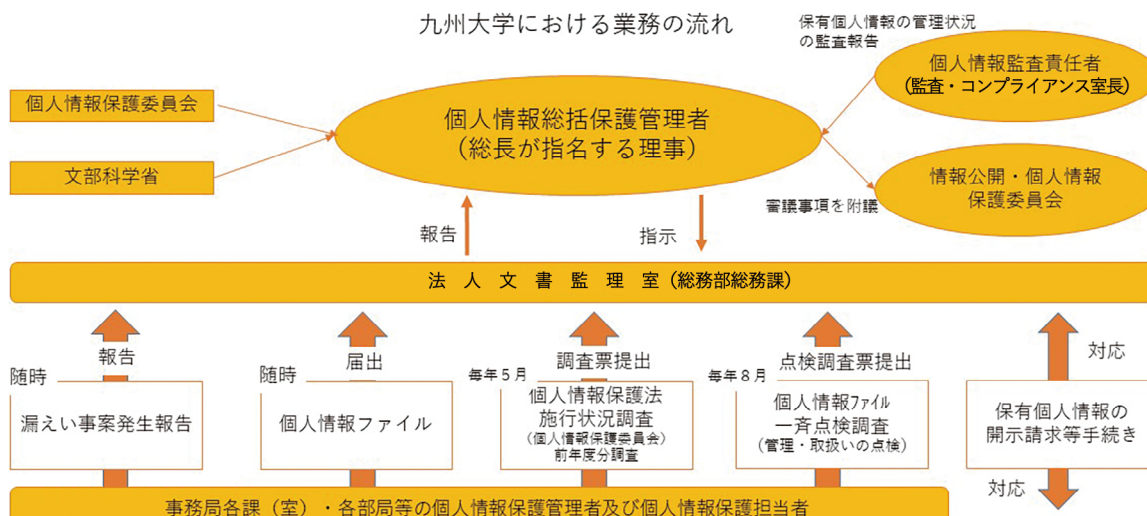 九州大学における業務の流れ
保有個人情報の管理状況
の監査報告
個人情報監査責任者
(監査・コンプライアンス室長)
個人情報保護委員会
文部科学省
個人情報総括保護管理者
(総長が指名する理事)
情報公開・個人情報
保護委員会
審議事項を附議
報告
指示
法人文書監理室(総務部総務課)
報告
随時
漏えい事案発生報告
届出
随時
個人情報ファイル
調査票提出
毎年5月
個人情報保護法
施行状況調査
(個人情報保護委員会)
前年度分調査
点検調査票提出
毎年8月
個人情報ファイル
一斉点検調査
(管理・取扱いの点検)
対応
保有個人情報の
開示請求等手続き
対応
事務局各課(室)・各部局等の個人情報保護管理者及び個人情報保護担当者